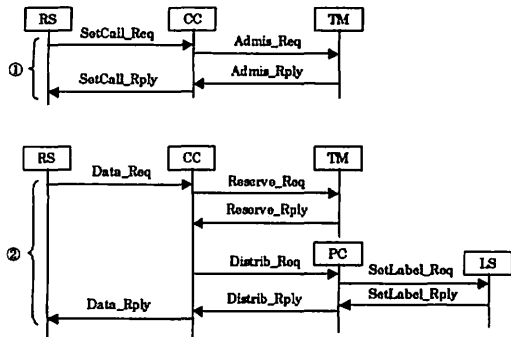 RS CC TM
SetCall_Req
Admis_Req
①
Admis_Rply
SetCall_Rply
RS CC TM
Data_Req
Reserve_Req
Reserve_Rply
②
PC LS
Distrib_Req
SetLabel_Req
SetLabel_Rply
Distrib_Rply
Data_Rply